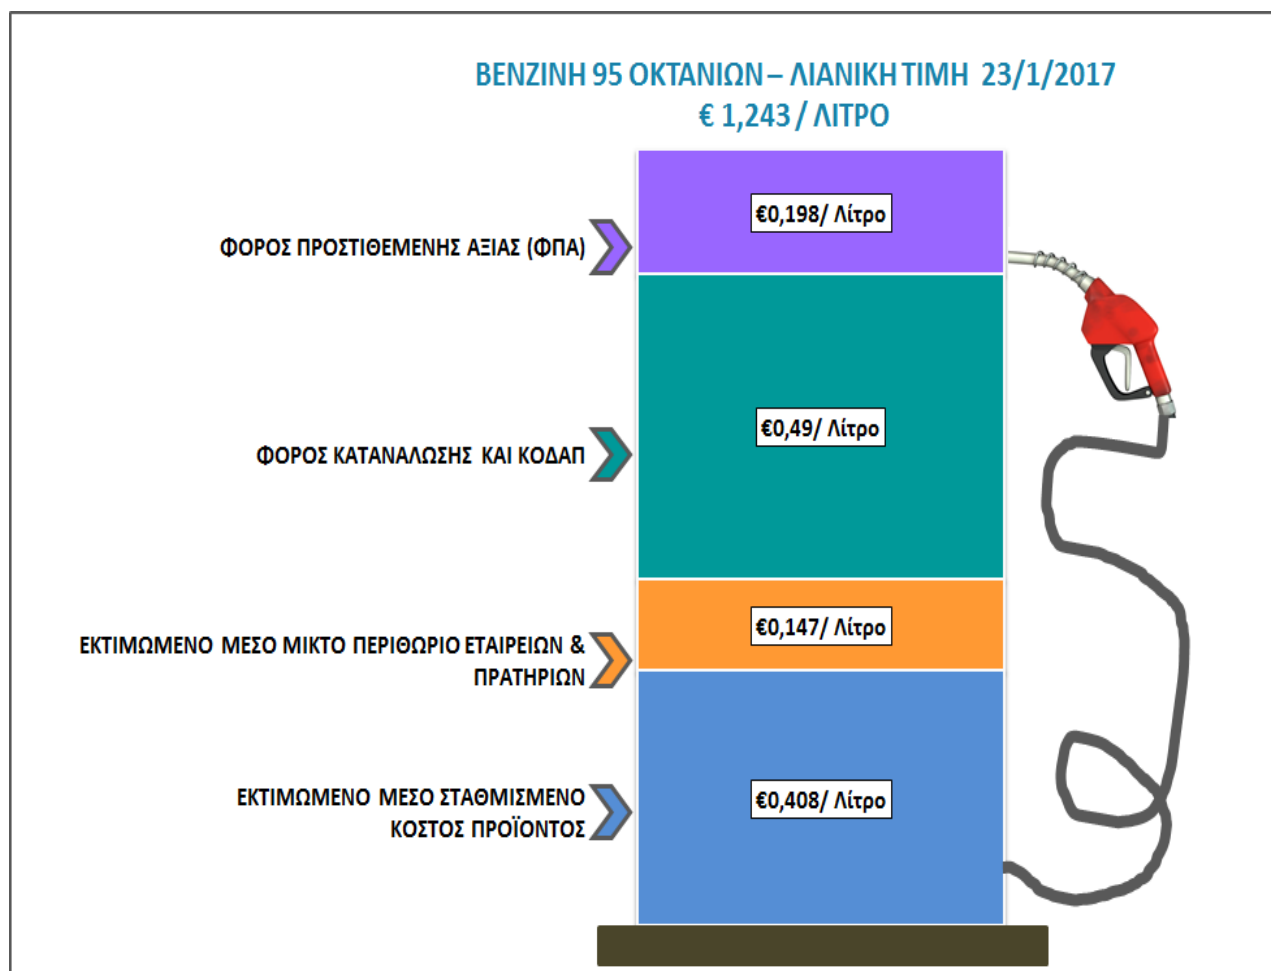 ΒΕΝΖΙΝΗ 95 ΟΚΤΑΝΙΩΝ – ΛΙΑΝΙΚΗ ΤΙΜΗ 23/1/2017
€ 1,243 / ΛΙΤΡΟ
€0,198/ Λίτρο
ΦΟΡΟΣ ΠΡΟΣΤΙΘΕΜΕΝΗΣ ΑΞΙΑΣ (ΦΠΑ)
€0,49/ Λίτρο
ΦΟΡΟΣ ΚΑΤΑΝΑΛΩΣΗΣ ΚΑΙ ΚΟΔΑΠ
€0,147/ Λίτρο
ΕΚΤΙΜΩΜΕΝΟ ΜΕΣΟ ΜΙΚΤΟ ΠΕΡΙΘΩΡΙΟ ΕΤΑΙΡΕΙΩΝ &
ΠΡΑΤΗΡΙΩΝ
€0,408/ Λίτρο
ΕΚΤΙΜΩΜΕΝΟ ΜΕΣΟ ΣΤΑΘΜΙΣΜΕΝΟ
ΚΟΣΤΟΣ ΠΡΟΪΟΝΤΟΣ